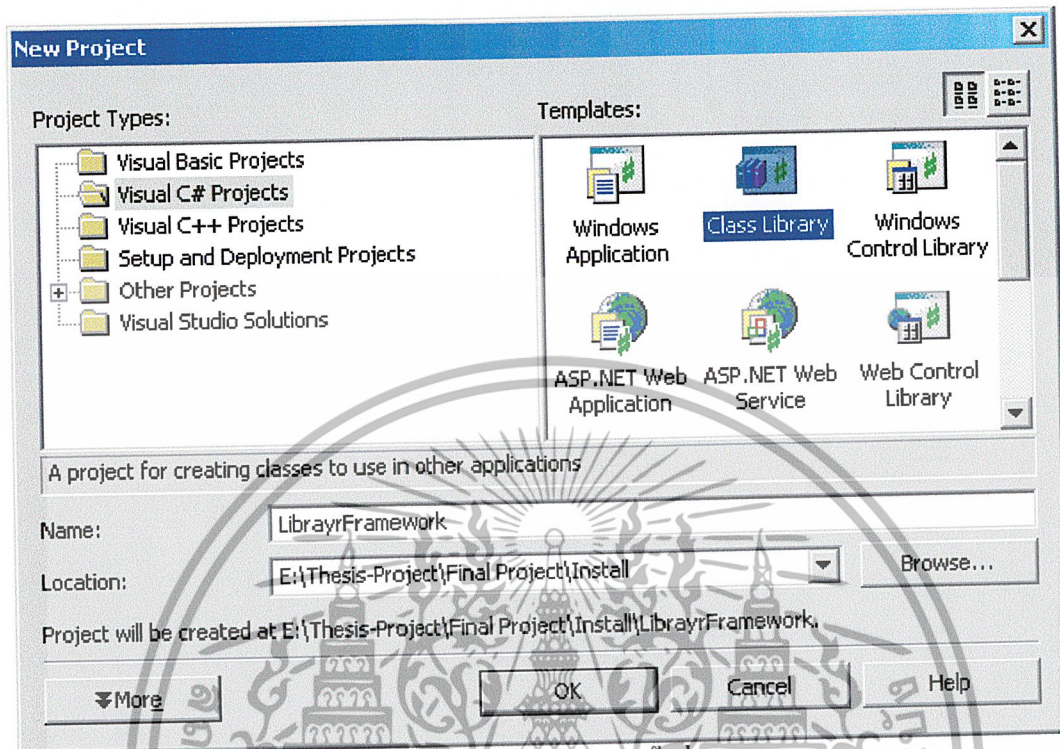 New Project
Project Types:
Templates:
Visual Basic Projects
Visual C# Projects
Visual C++ Projects
Setup and Deployment Projects
Other Projects
Visual Studio Solutions
Windows
Application
Class Library
Windows
Control Library
ASP.NET Web
Application
ASP.NET Web
Service
Web Control
Library
A project for creating classes to use in other applications
Name:
LibrayrFramework
Location:
E:\Thesis-Project\Final Project\Install
Browse...
Project will be created at E:\Thesis-Project\Final Project\Install\LibrayrFramework.
More
OK
Cancel
Help